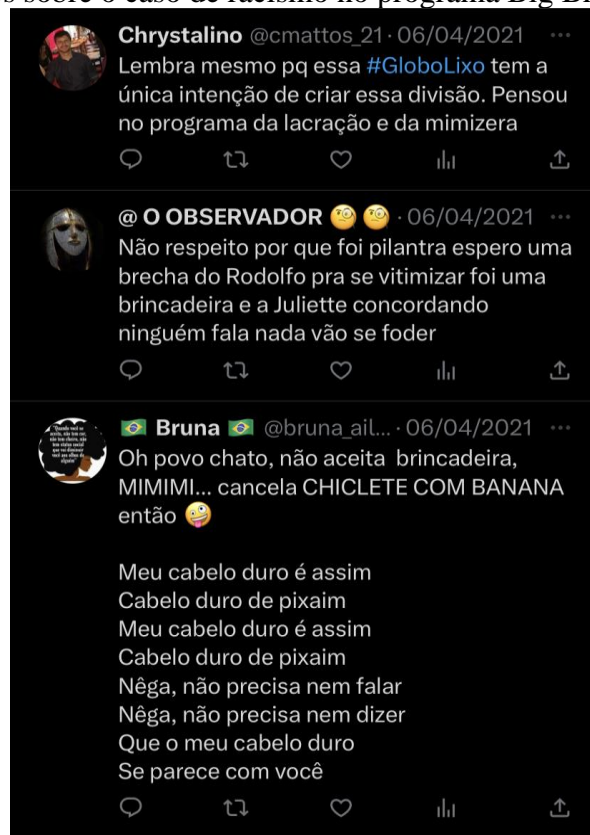 s sobre o caso de racismo no programa Big B
Chrystalino @cmattos_21 · 06/04/2021 ...
Lembra mesmo pq essa #GloboLixo tem a
única intenção de criar essa divisão. Pensou
no programa da lacração e da mimizera
@ O OBSERVADOR 🧐 🧐 · 06/04/2021 ...
Não respeito por que foi pilantra espero uma
brecha do Rodolfo pra se vitimizar foi uma
brincadeira e a Juliette concordando
ninguém fala nada vão se foder
🇧🇷 Bruna 🇧🇷 @bruna_ail... · 06/04/2021 ...
Oh povo chato, não aceita brincadeira,
MIMIMI... cancela CHICLETE COM BANANA
então 🤪
Meu cabelo duro é assim
Cabelo duro de pixaim
Meu cabelo duro é assim
Cabelo duro de pixaim
Nêga, não precisa nem falar
Nêga, não precisa nem dizer
Que o meu cabelo duro
Se parece com você